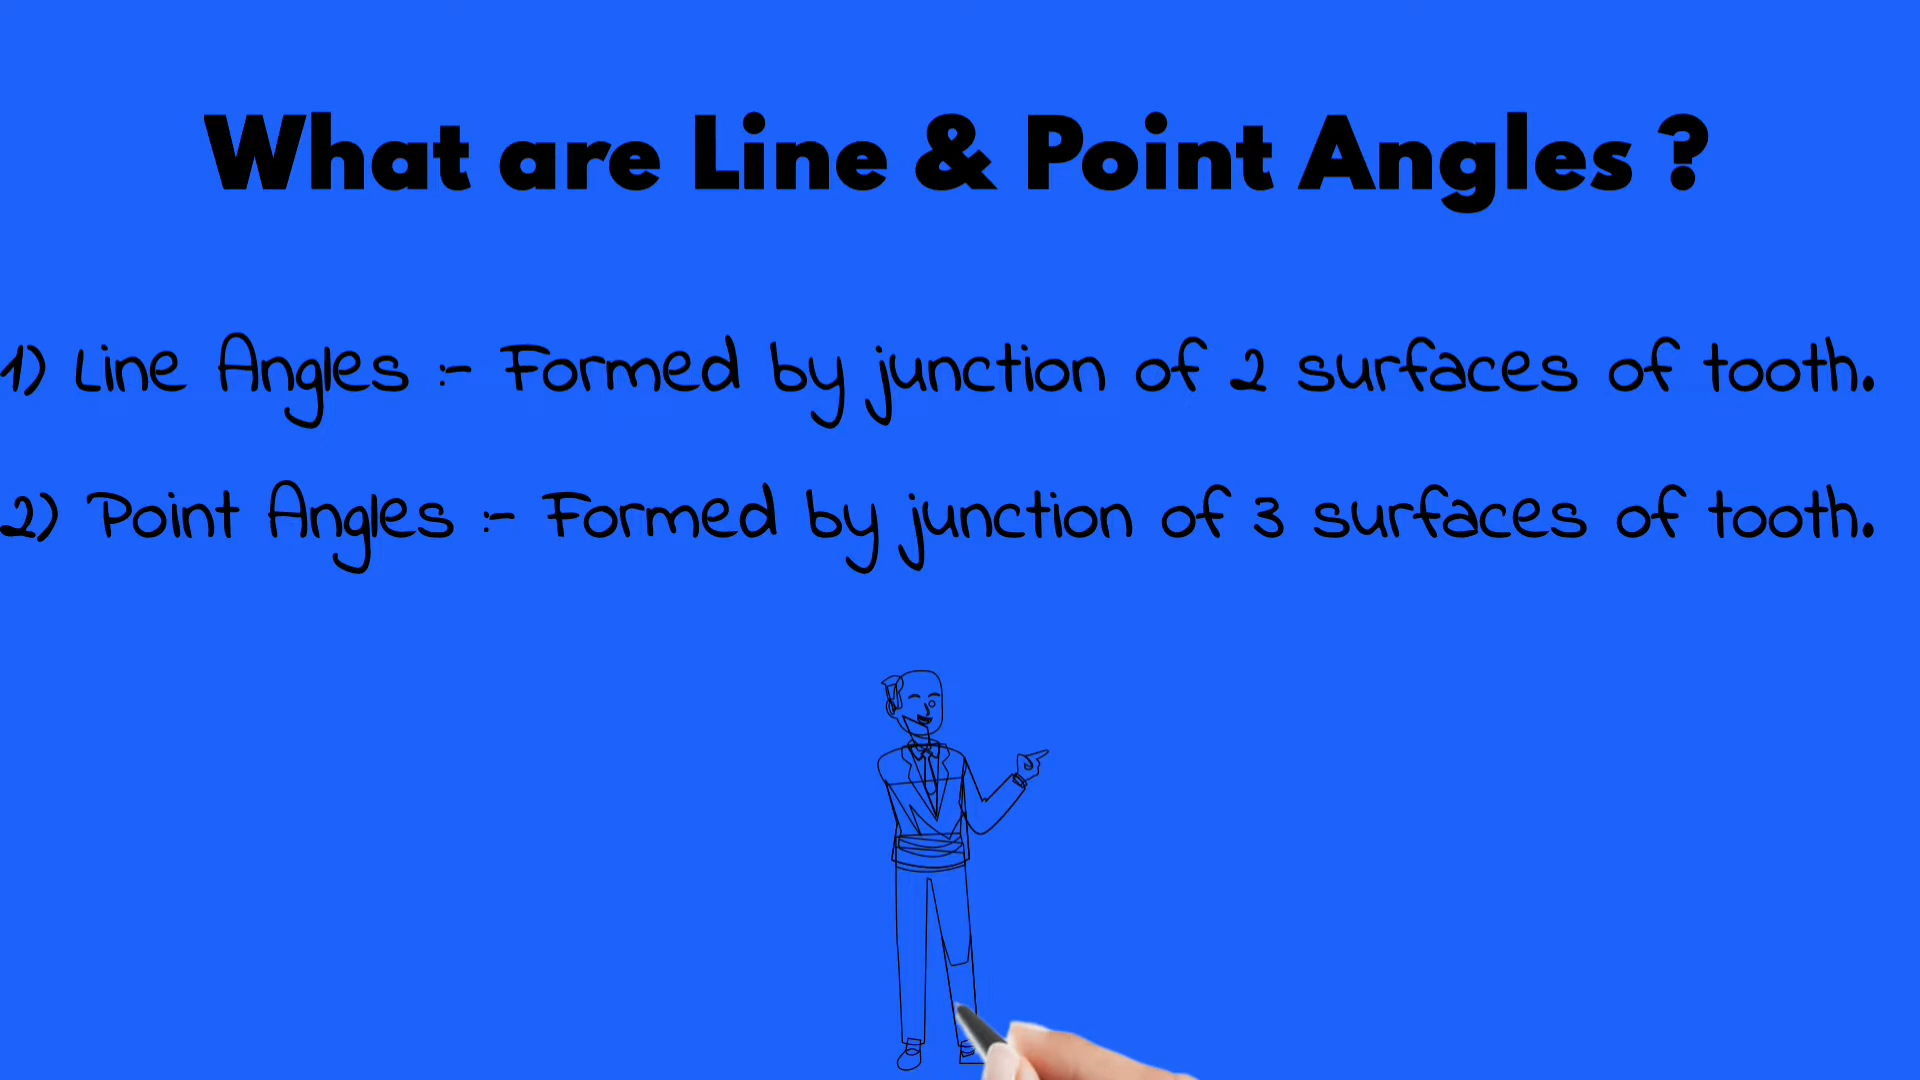 What are Line & Point Angles ?
1) Line Angles :- Formed by junction of 2 surfaces of tooth.
2) Point Angles :- Formed by junction of 3 surfaces of tooth.